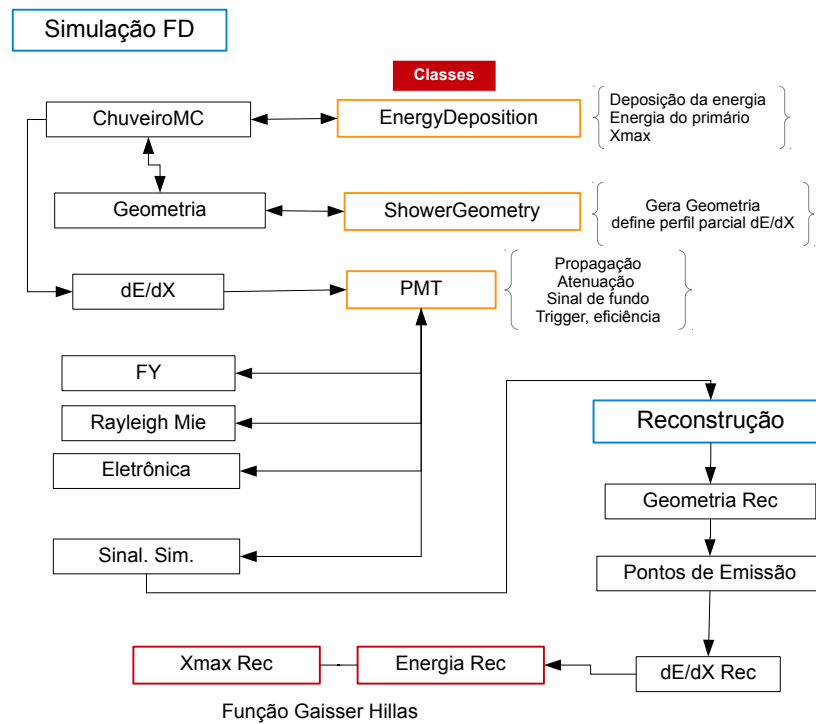 Simulação FD
Classes
ChuveiroMC
EnergyDeposition
Deposição da energia
Energia do primário
Xmax
Geometria
ShowerGeometry
Gera Geometria
define perfil parcial dE/dX
dE/dX
PMT
Propagação
Atenuação
Sinal de fundo
Trigger, eficiência
FY
Rayleigh Mie
Eletrônica
Sinal. Sim.
Reconstrução
Geometria Rec
Pontos de Emissão
dE/dX Rec
Energia Rec
Xmax Rec
Função Gaisser Hillas